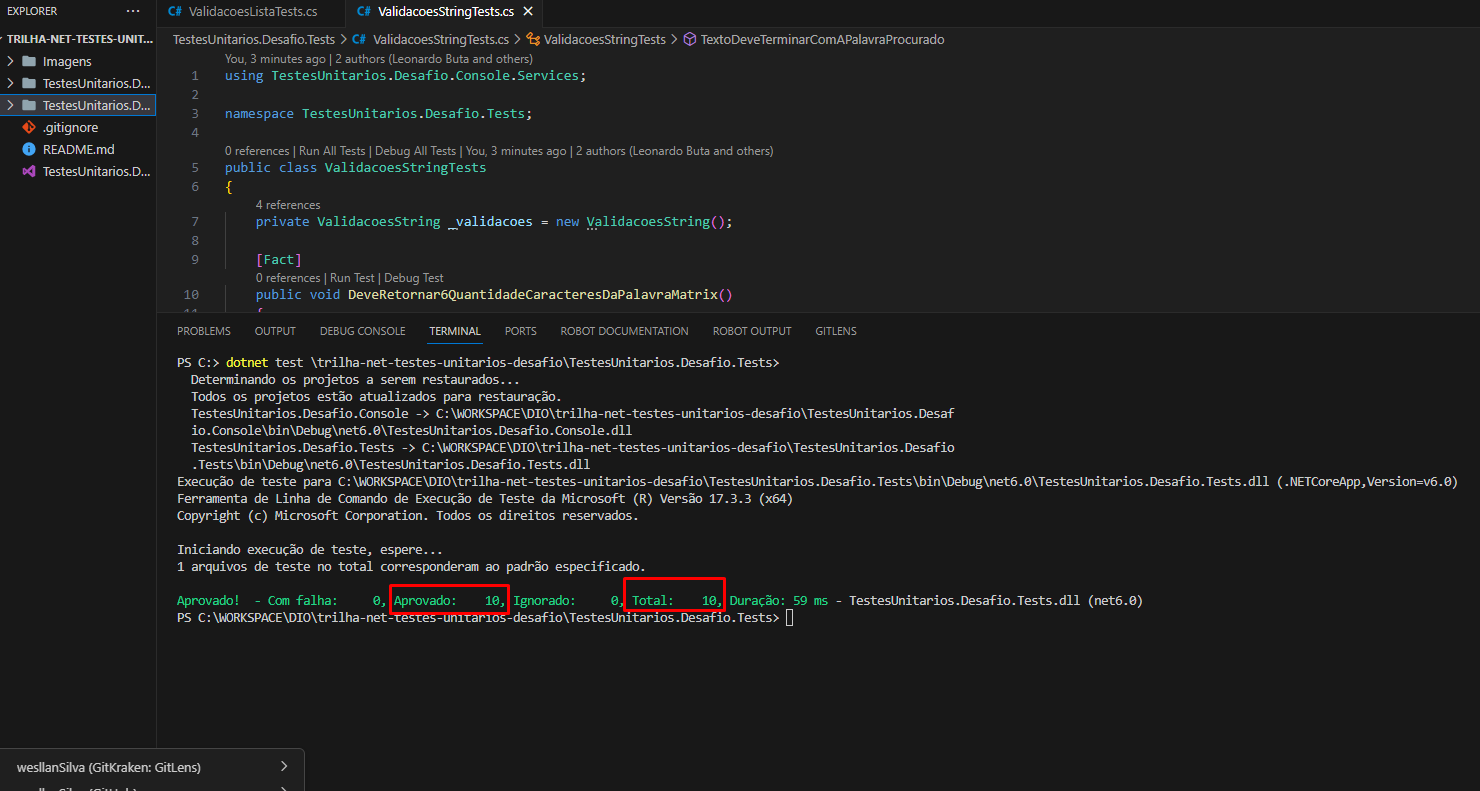 EXPLORER ···
ValidacoesListaTests.cs
ValidacoesStringTests.cs
TRILHA-NET-TESTES-UNIT...
Imagens
TestesUnitarios.D...
TestesUnitarios.D...
.gitignore
README.md
TestesUnitarios.D...
TestesUnitarios.Desafio.Tests > C# ValidacoesStringTests.cs > ValidacoesStringTests > TextoDeveTerminarComAPalavraProcurado
You, 3 minutes ago | 2 authors (Leonardo Buta and others)
1 using TestesUnitarios.Desafio.Console.Services;
2
3 namespace TestesUnitarios.Desafio.Tests;
4
0 references | Run All Tests | Debug All Tests | You, 3 minutes ago | 2 authors (Leonardo Buta and others)
5 public class ValidacoesStringTests
6 {
4 references
7 private ValidacoesString _validacoes = new ValidacoesString();
8
9 [Fact]
0 references | Run Test | Debug Test
10 public void DeveRetornar6QuantidadeCaracteresDaPalavraMatrix()
11 {
PROBLEMS OUTPUT DEBUG CONSOLE TERMINAL PORTS ROBOT DOCUMENTATION ROBOT OUTPUT GITLENS
PS C:> dotnet test \trilha-net-testes-unitarios-desafio\TestesUnitarios.Desafio.Tests>
Determinando os projetos a serem restaurados...
Todos os projetos estão atualizados para restauração.
TestesUnitarios.Desafio.Console -> C:\WORKSPACE\DIO\trilha-net-testes-unitarios-desafio\TestesUnitarios.Desaf
io.Console\bin\Debug\net6.0\TestesUnitarios.Desafio.Console.dll
TestesUnitarios.Desafio.Tests -> C:\WORKSPACE\DIO\trilha-net-testes-unitarios-desafio\TestesUnitarios.Desafio
.Tests\bin\Debug\net6.0\TestesUnitarios.Desafio.Tests.dll
Execução de teste para C:\WORKSPACE\DIO\trilha-net-testes-unitarios-desafio\TestesUnitarios.Desafio.Tests\bin\Debug\net6.0\TestesUnitarios.Desafio.Tests.dll (.NETCoreApp,Version=v6.0)
Ferramenta de Linha de Comando de Execução de Teste da Microsoft (R) Versão 17.3.3 (x64)
Copyright (c) Microsoft Corporation. Todos os direitos reservados.
Iniciando execução de teste, espere...
1 arquivos de teste no total corresponderam ao padrão especificado.
Aprovado! - Com falha: 0, Aprovado: 10, Ignorado: 0, Total: 10, Duração: 59 ms - TestesUnitarios.Desafio.Tests.dll (net6.0)
PS C:\WORKSPACE\DIO\trilha-net-testes-unitarios-desafio\TestesUnitarios.Desafio.Tests>
wesllanSilva (GitKraken: GitLens)